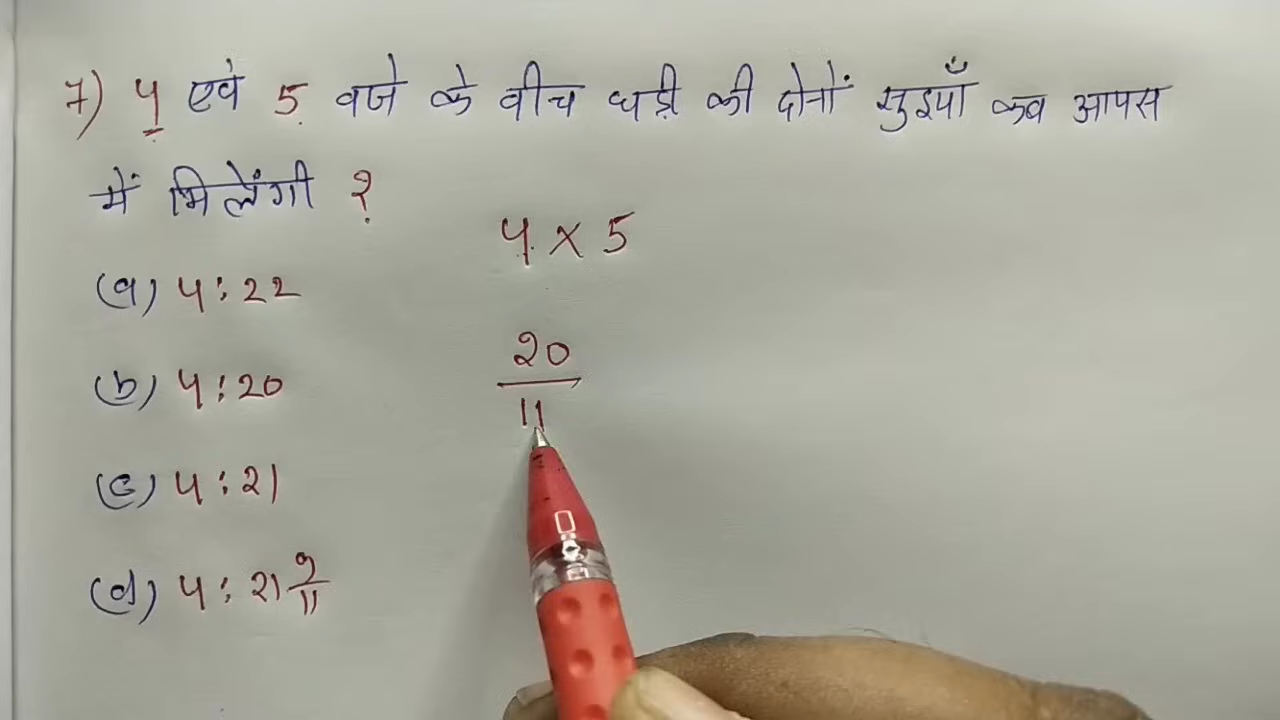 7) 4 एवं 5 बजे के बीच घड़ी की दोनों सुइयाँ कब आपस
में मिलेंगी ?
4 x 5
(a) 4:22
20
11
(b) 4:20
(c) 4:21
(d) 4:21 9/11